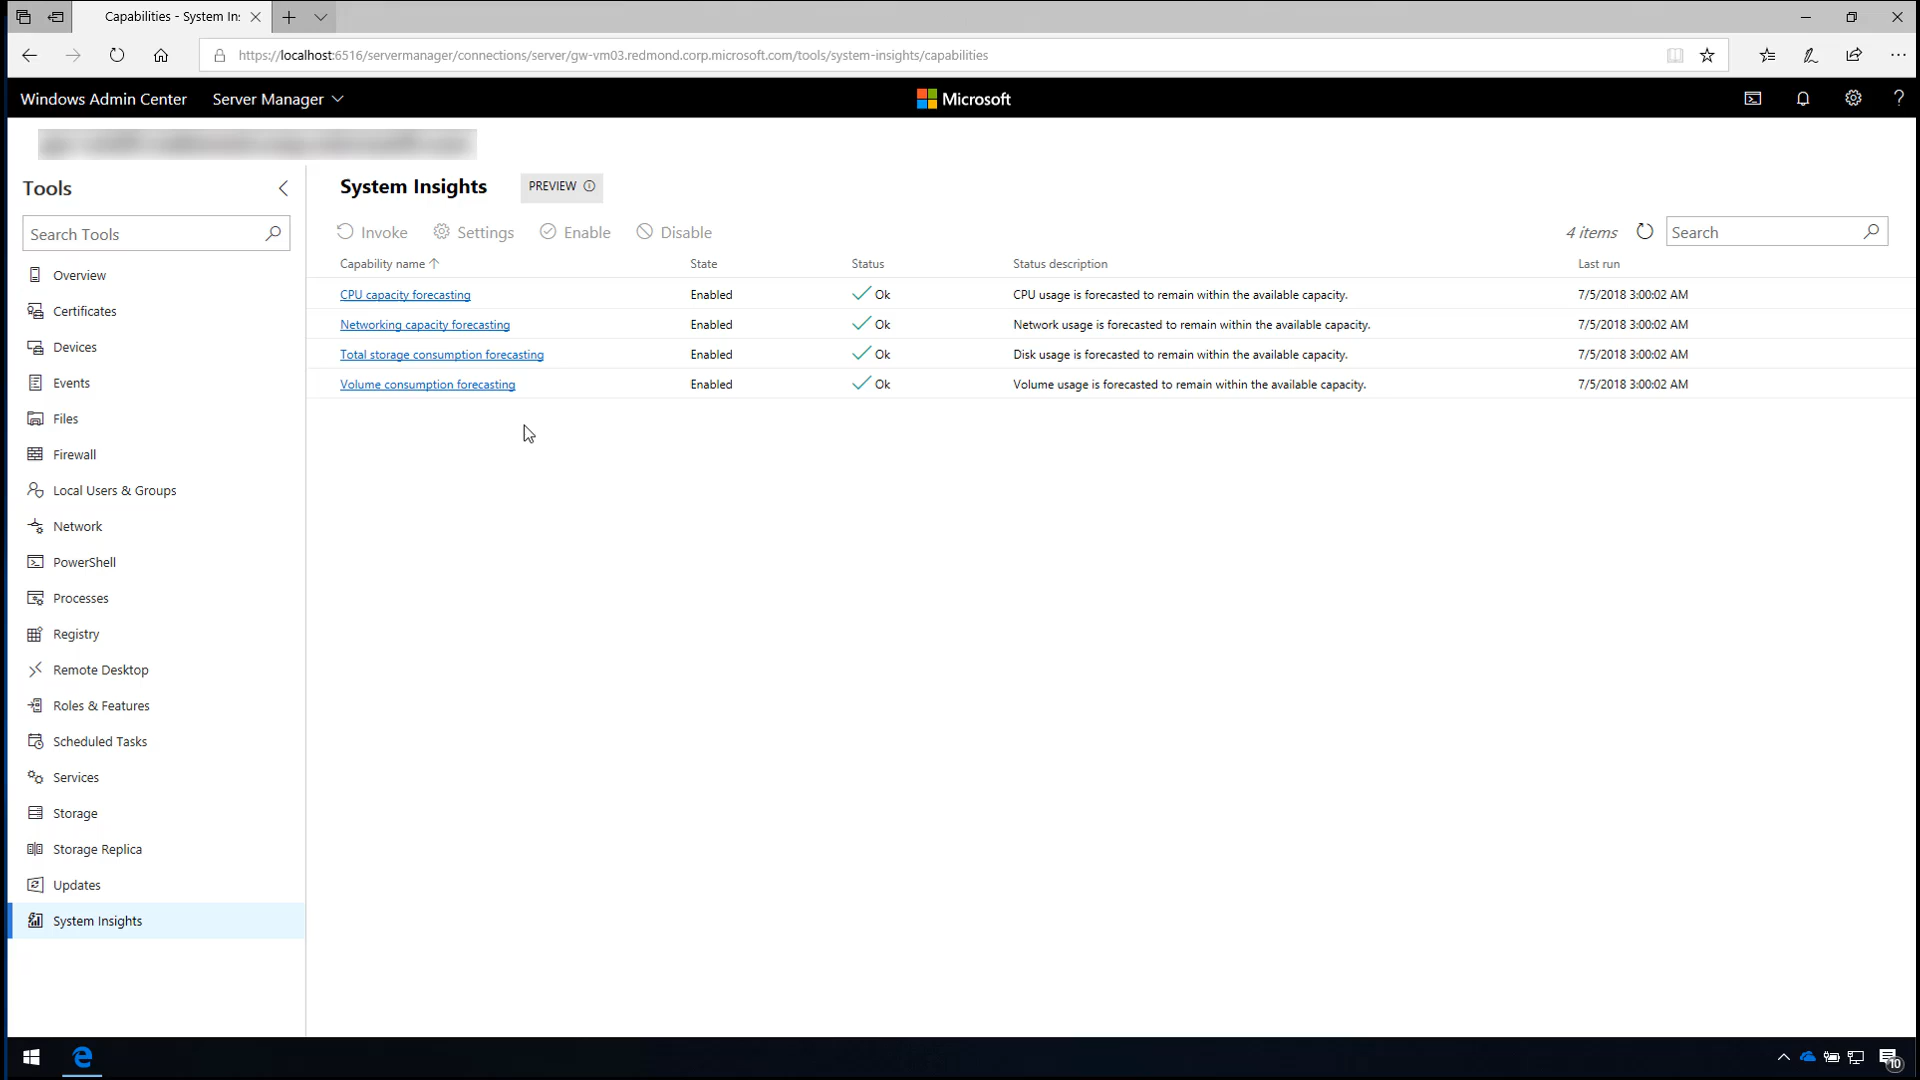 Capabilities - System In:
https://localhost:6516/servermanager/connections/server/gw-vm03.redmond.corp.microsoft.com/tools/system-insights/capabilities
Windows Admin Center Server Manager Microsoft ?
Tools
Search Tools
Overview
Certificates
Devices
Events
Files
Firewall
Local Users & Groups
Network
PowerShell
Processes
Registry
Remote Desktop
Roles & Features
Scheduled Tasks
Services
Storage
Storage Replica
Updates
System Insights
System Insights PREVIEW
Invoke Settings Enable Disable 4 items Search
Capability name State Status Status description Last run
CPU capacity forecasting Enabled Ok CPU usage is forecasted to remain within the available capacity. 7/5/2018 3:00:02 AM
Networking capacity forecasting Enabled Ok Network usage is forecasted to remain within the available capacity. 7/5/2018 3:00:02 AM
Total storage consumption forecasting Enabled Ok Disk usage is forecasted to remain within the available capacity. 7/5/2018 3:00:02 AM
Volume consumption forecasting Enabled Ok Volume usage is forecasted to remain within the available capacity. 7/5/2018 3:00:02 AM
10